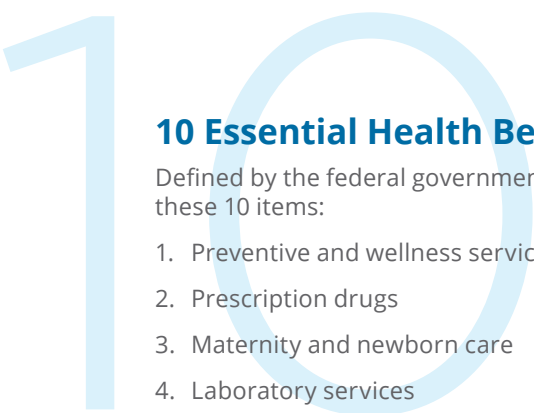 10
10 Essential Health
Defined by the federal
these 10 items:
1. Preventive and wellness
2. Prescription drugs
3. Maternity and newborn care
4. Laboratory services